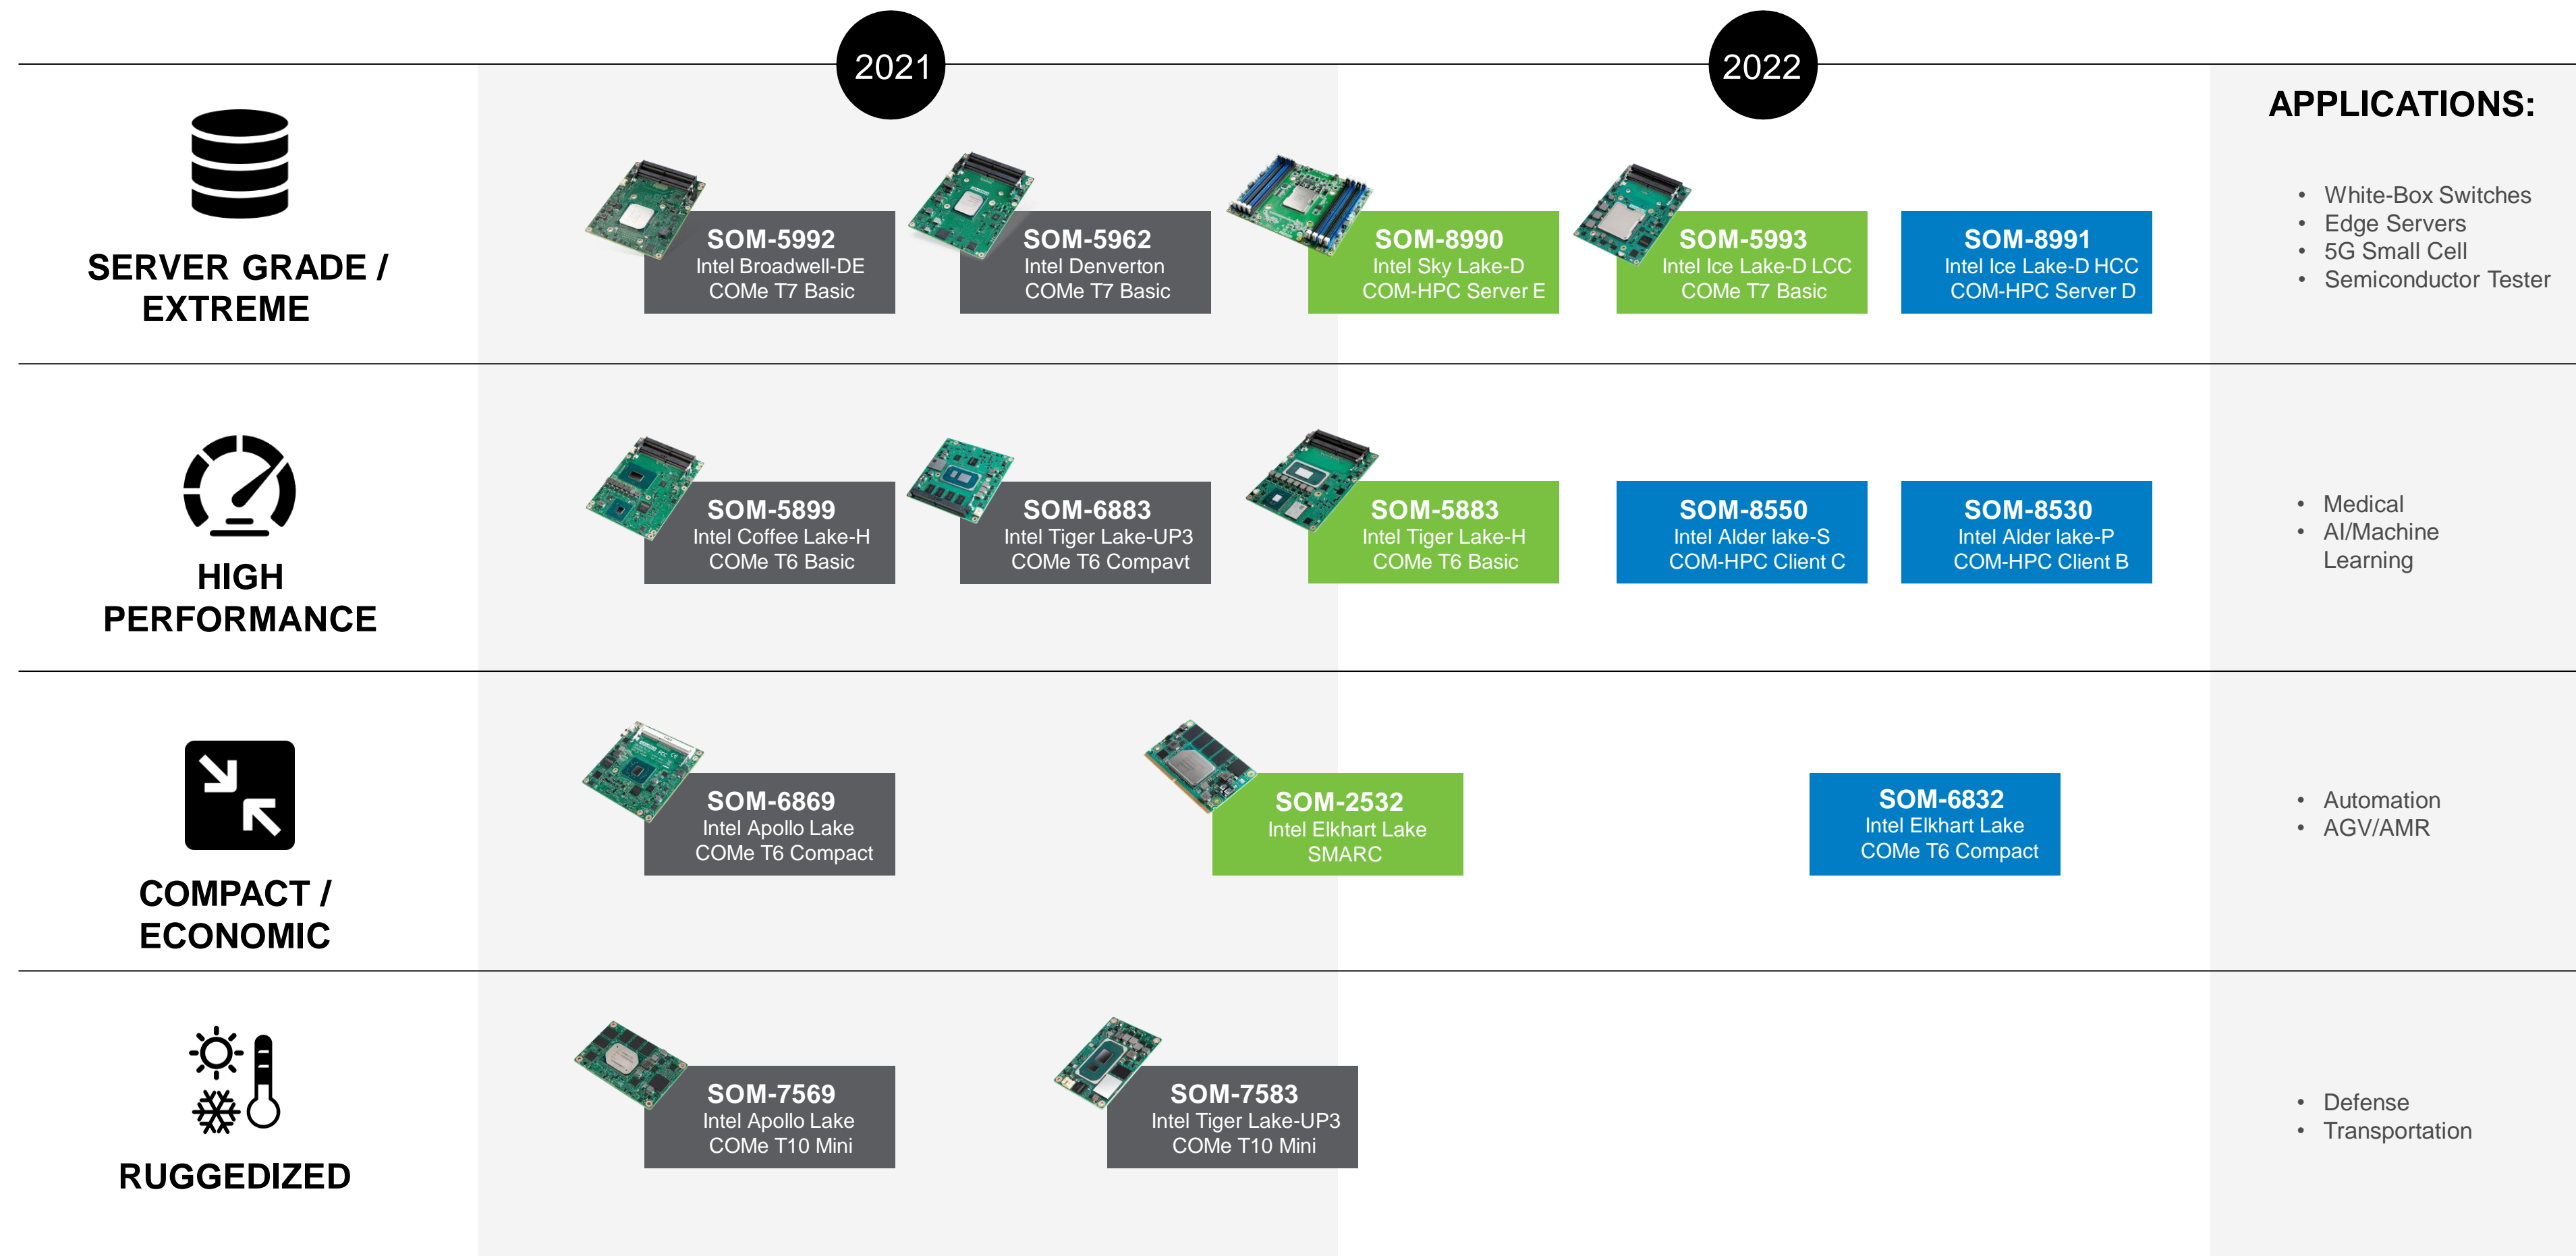 2021
2022
APPLICATIONS:
SERVER GRADE /
EXTREME
SOM-5992
Intel Broadwell-DE
COMe T7 Basic
SOM-5962
Intel Denverton
COMe T7 Basic
SOM-8990
Intel Sky Lake-D
COM-HPC Server E
SOM-5993
Intel Ice Lake-D LCC
COMe T7 Basic
SOM-8991
Intel Ice Lake-D HCC
COM-HPC Server D
• White-Box Switches
• Edge Servers
• 5G Small Cell
• Semiconductor Tester
HIGH
PERFORMANCE
SOM-5899
Intel Coffee Lake-H
COMe T6 Basic
SOM-6883
Intel Tiger Lake-UP3
COMe T6 Compavt
SOM-5883
Intel Tiger Lake-H
COMe T6 Basic
SOM-8550
Intel Alder lake-S
COM-HPC Client C
SOM-8530
Intel Alder lake-P
COM-HPC Client B
• Medical
• AI/Machine
Learning
COMPACT /
ECONOMIC
SOM-6869
Intel Apollo Lake
COMe T6 Compact
SOM-2532
Intel Elkhart Lake
SMARC
SOM-6832
Intel Elkhart Lake
COMe T6 Compact
• Automation
• AGV/AMR
RUGGEDIZED
SOM-7569
Intel Apollo Lake
COMe T10 Mini
SOM-7583
Intel Tiger Lake-UP3
COMe T10 Mini
• Defense
• Transportation